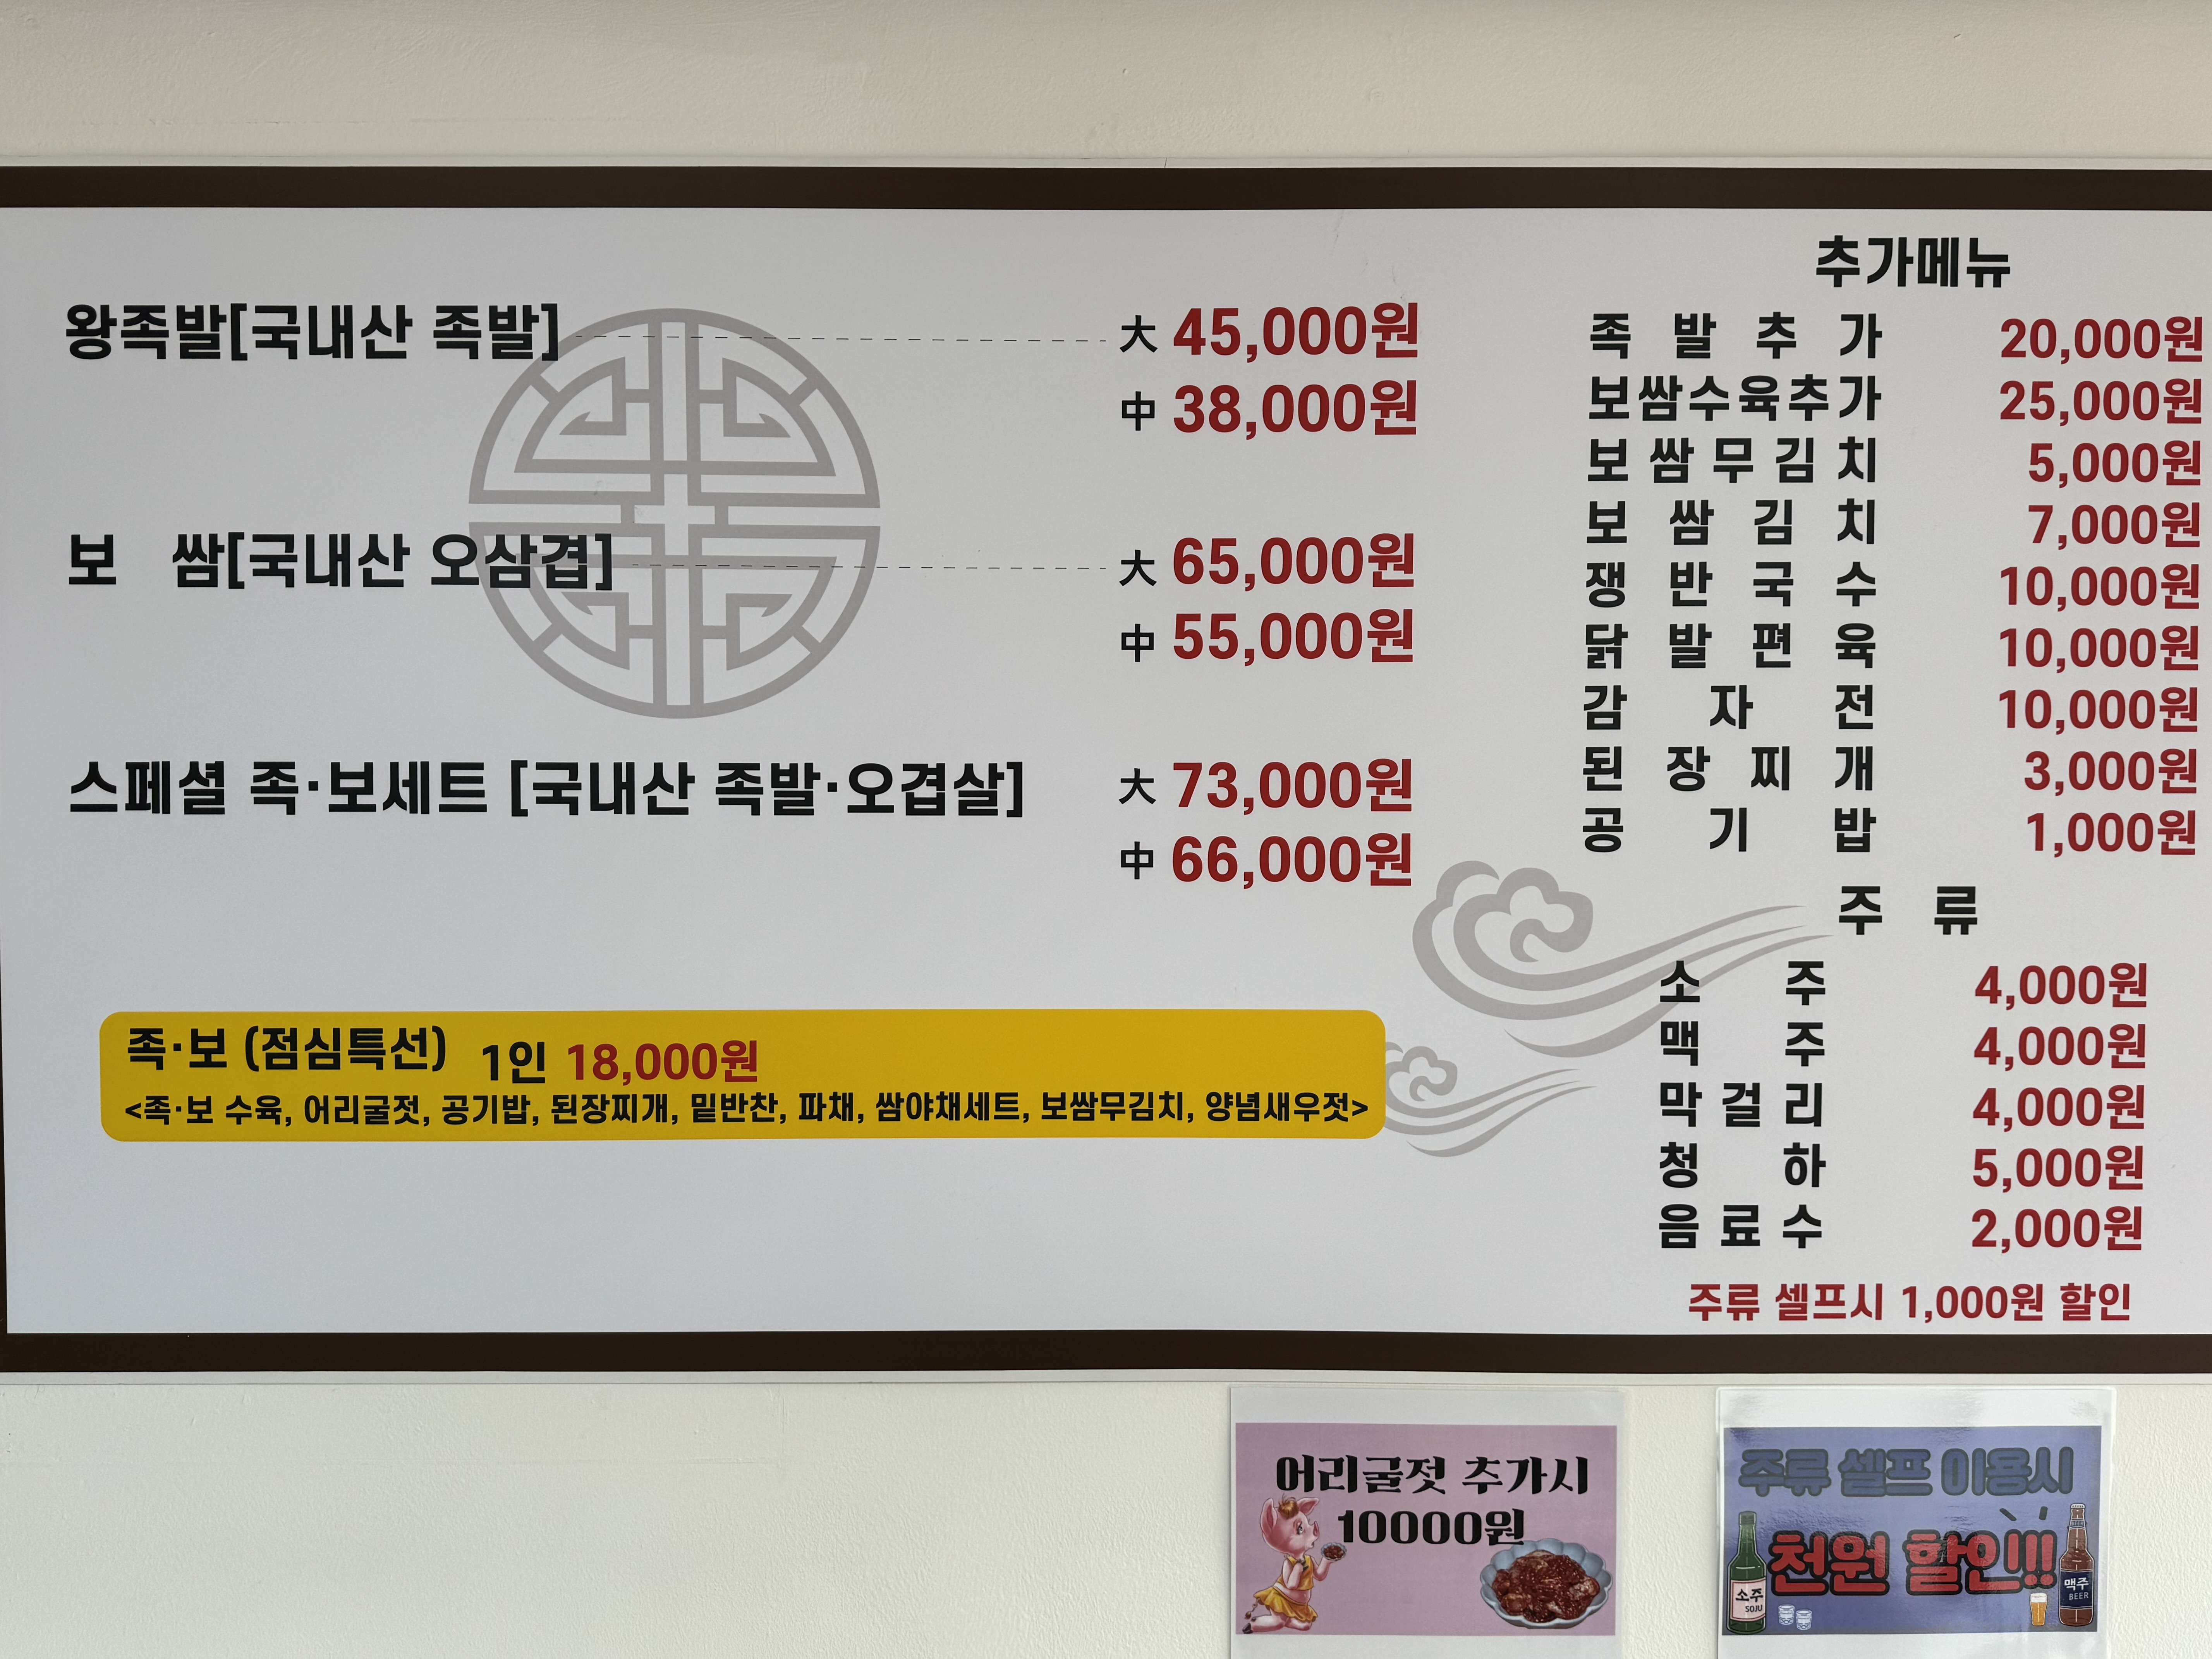 왕족발[국내산 족발] 大 45,000원
中 38,000원
보 쌈[국내산 오삼겹] 大 65,000원
中 55,000원
스페셜 족·보세트 [국내산 족발·오겹살] 大 73,000원
中 66,000원
족·보 (점심특선) 1인 18,000원
<족·보 수육, 어리굴젓, 공기밥, 된장찌개, 밑반찬, 파채, 쌈야채세트, 보쌈무김치, 양념새우젓>
추가메뉴
족발추가 20,000원
보쌈수육추가 25,000원
보쌈무김치 5,000원
보쌈김치 7,000원
쟁반국수 10,000원
닭발편육 10,000원
감자전 10,000원
된장찌개 3,000원
공기밥 1,000원
주류
소주 4,000원
맥주 4,000원
막걸리 4,000원
청하 5,000원
음료수 2,000원
주류 셀프시 1,000원 할인
어리굴젓 추가시
10000원
주류 셀프 이용시
천원 할인!!
소주
SOJU
맥주
BEER